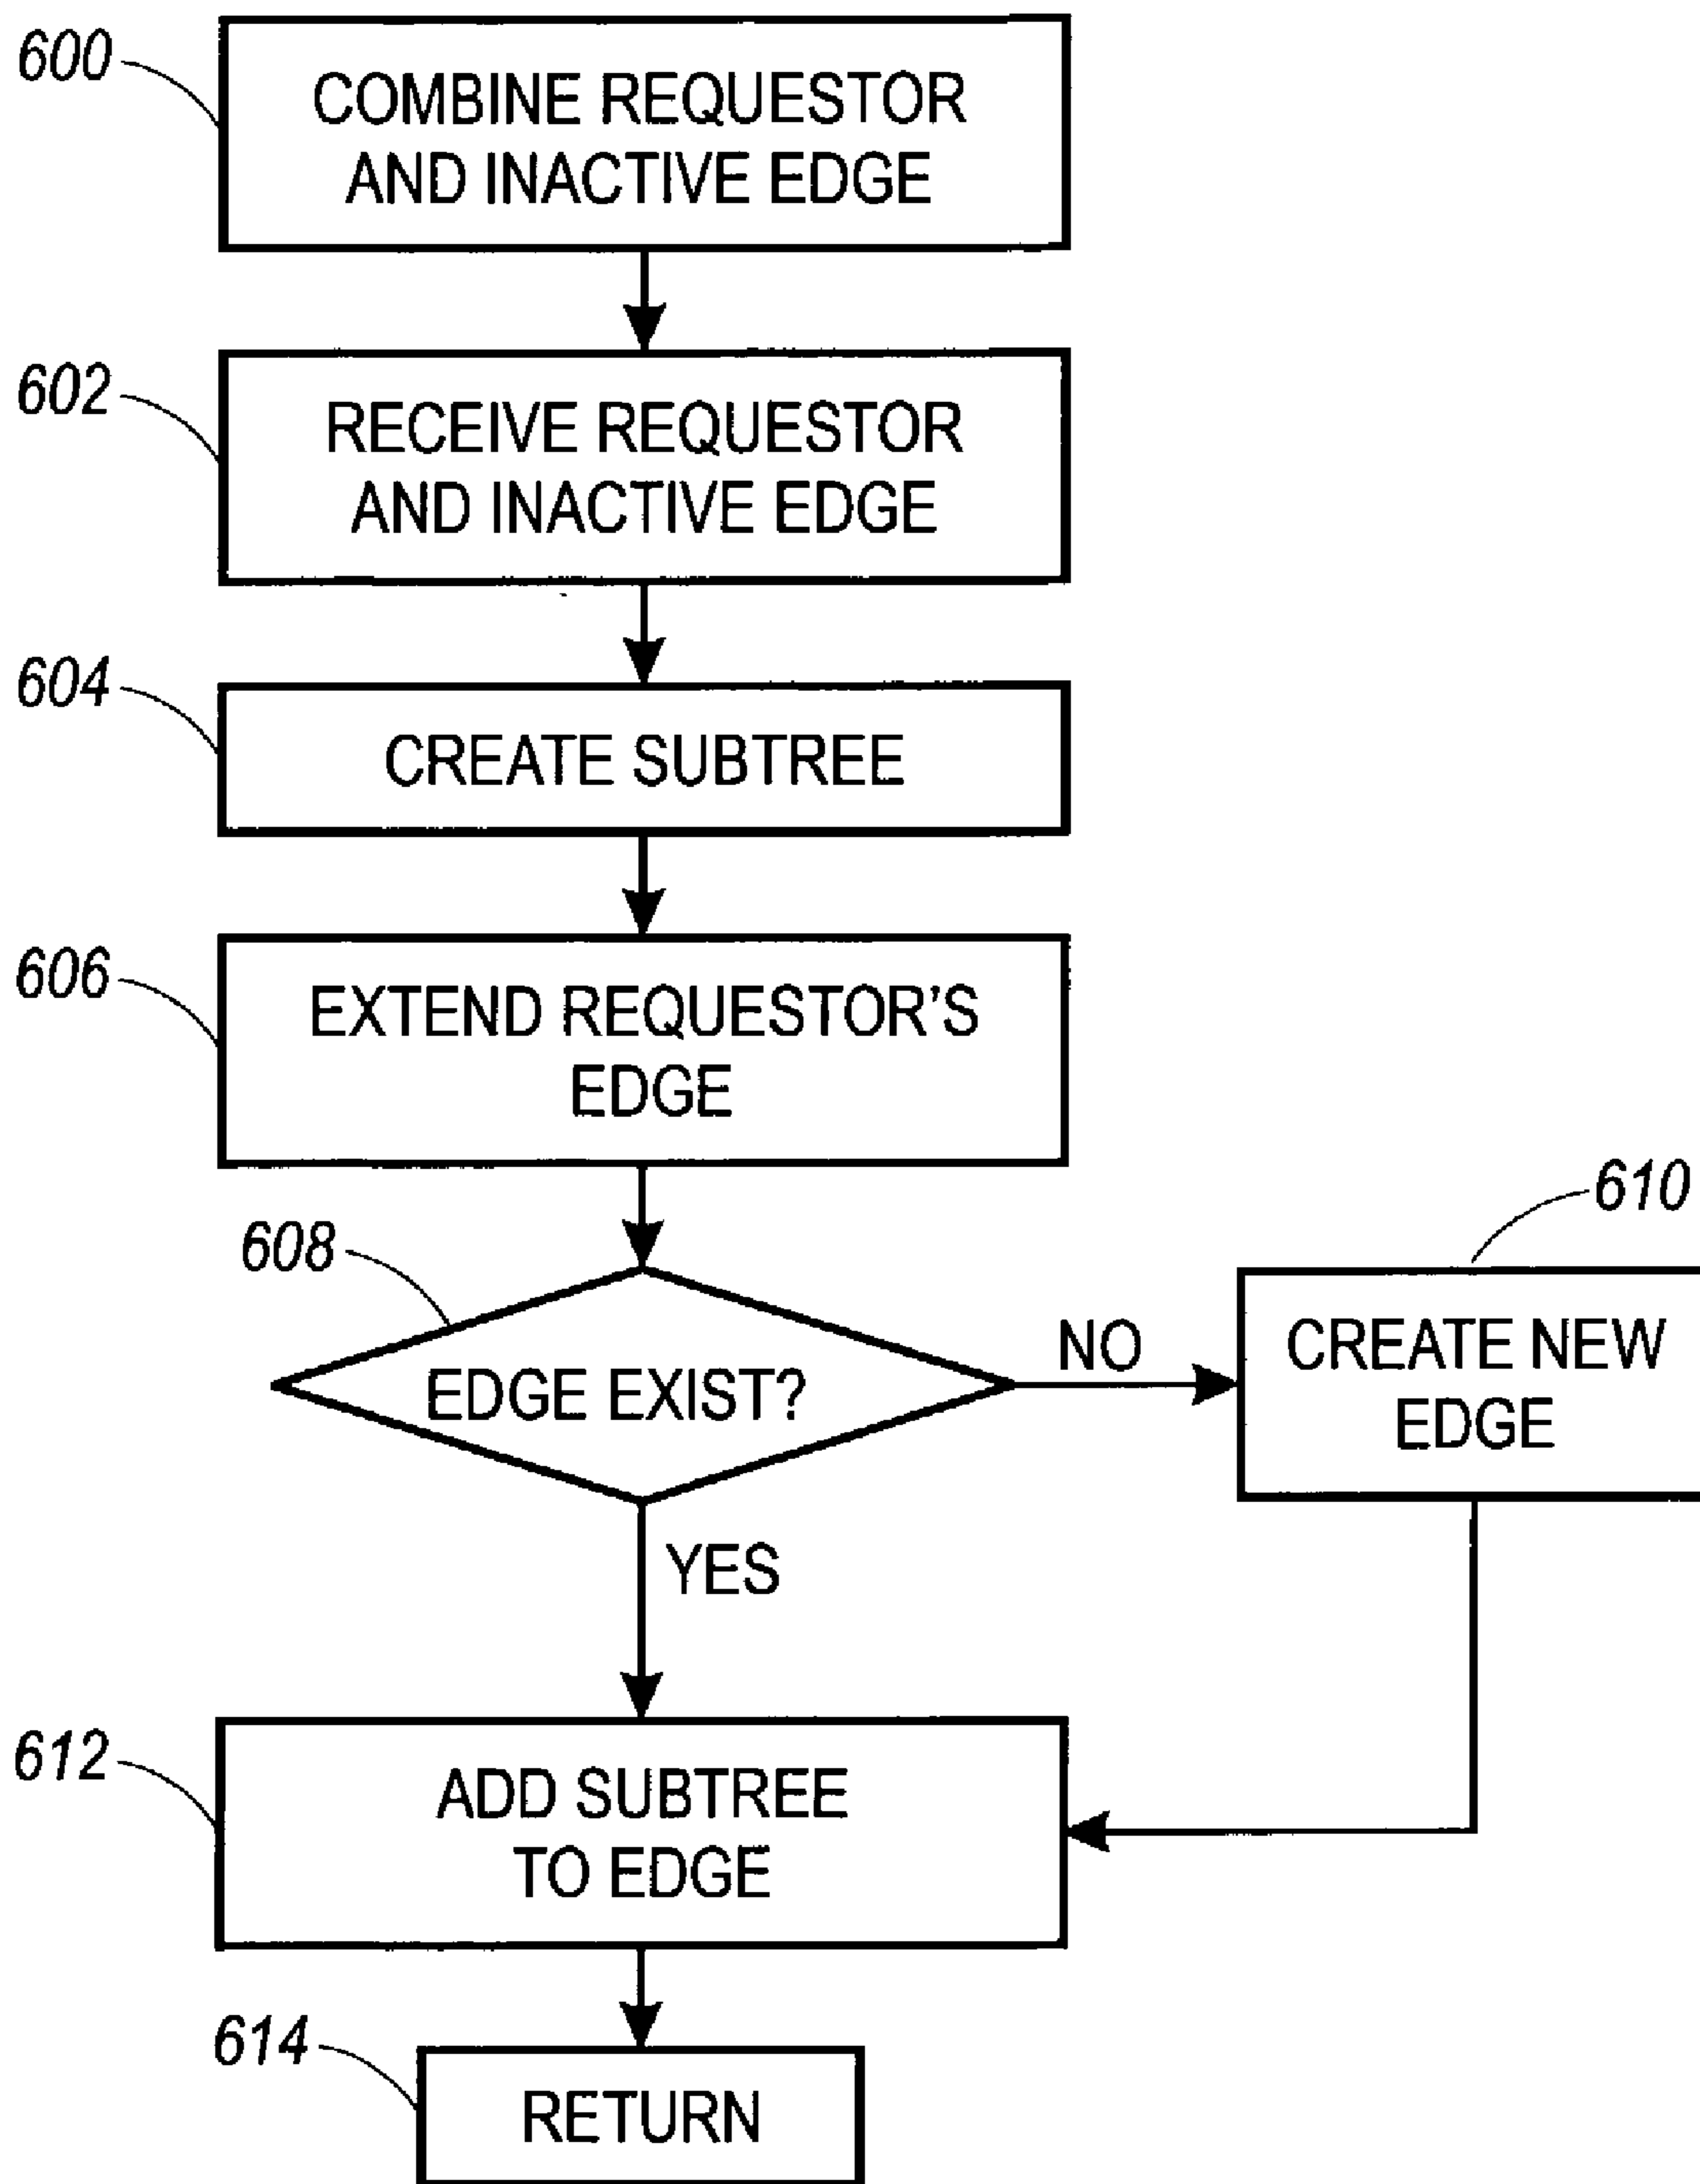 600
COMBINE REQUESTOR
AND INACTIVE EDGE
602
RECEIVE REQUESTOR
AND INACTIVE EDGE
604
CREATE SUBTREE
606
EXTEND REQUESTOR'S
EDGE
608
EDGE EXIST?
NO
610
CREATE NEW
EDGE
YES
612
ADD SUBTREE
TO EDGE
614
RETURN